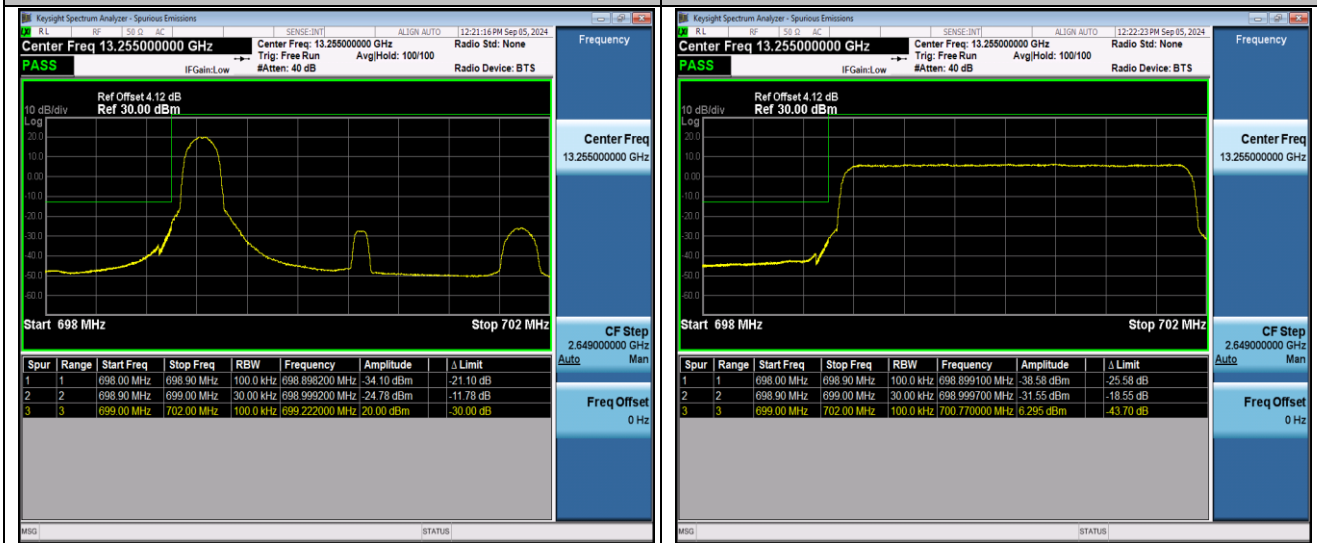 Keysight Spectrum Analyzer - Spurious Emissions
RL RF 50 Ω AC SENSE:INT ALIGN AUTO 12:21:16 PM Sep 05, 2024
Center Freq 13.255000000 GHz
Center Freq: 13.255000000 GHz Radio Std: None
Trig: Free Run Avg|Hold: 100/100
PASS IFGain:Low #Atten: 40 dB Radio Device: BTS
Frequency
Ref Offset 4.12 dB
10 dB/div Ref 30.00 dBm
Log
20.0
10.0
0.00
-10.0
-20.0
-30.0
-40.0
-50.0
-60.0
Start 698 MHz Stop 702 MHz
Center Freq
13.255000000 GHz
CF Step
2.649000000 GHz
Auto Man
Freq Offset
0 Hz
Spur Range Start Freq Stop Freq RBW Frequency Amplitude Δ Limit
1 1 698.00 MHz 698.90 MHz 100.0 kHz 698.898200 MHz -34.10 dBm -21.10 dB
2 2 698.90 MHz 699.00 MHz 30.00 kHz 698.999200 MHz -24.78 dBm -11.78 dB
3 3 699.00 MHz 702.00 MHz 100.0 kHz 699.222000 MHz 20.00 dBm -30.00 dB
MSG STATUS
Keysight Spectrum Analyzer - Spurious Emissions
RL RF 50 Ω AC SENSE:INT ALIGN AUTO 12:22:23 PM Sep 05, 2024
Center Freq 13.255000000 GHz
Center Freq: 13.255000000 GHz Radio Std: None
Trig: Free Run Avg|Hold: 100/100
PASS IFGain:Low #Atten: 40 dB Radio Device: BTS
Frequency
Ref Offset 4.12 dB
10 dB/div Ref 30.00 dBm
Log
20.0
10.0
0.00
-10.0
-20.0
-30.0
-40.0
-50.0
-60.0
Start 698 MHz Stop 702 MHz
Center Freq
13.255000000 GHz
CF Step
2.649000000 GHz
Auto Man
Freq Offset
0 Hz
Spur Range Start Freq Stop Freq RBW Frequency Amplitude Δ Limit
1 1 698.00 MHz 698.90 MHz 100.0 kHz 698.899100 MHz -38.58 dBm -25.58 dB
2 2 698.90 MHz 699.00 MHz 30.00 kHz 698.999700 MHz -31.55 dBm -18.55 dB
3 3 699.00 MHz 702.00 MHz 100.0 kHz 700.770000 MHz 6.295 dBm -43.70 dB
MSG STATUS